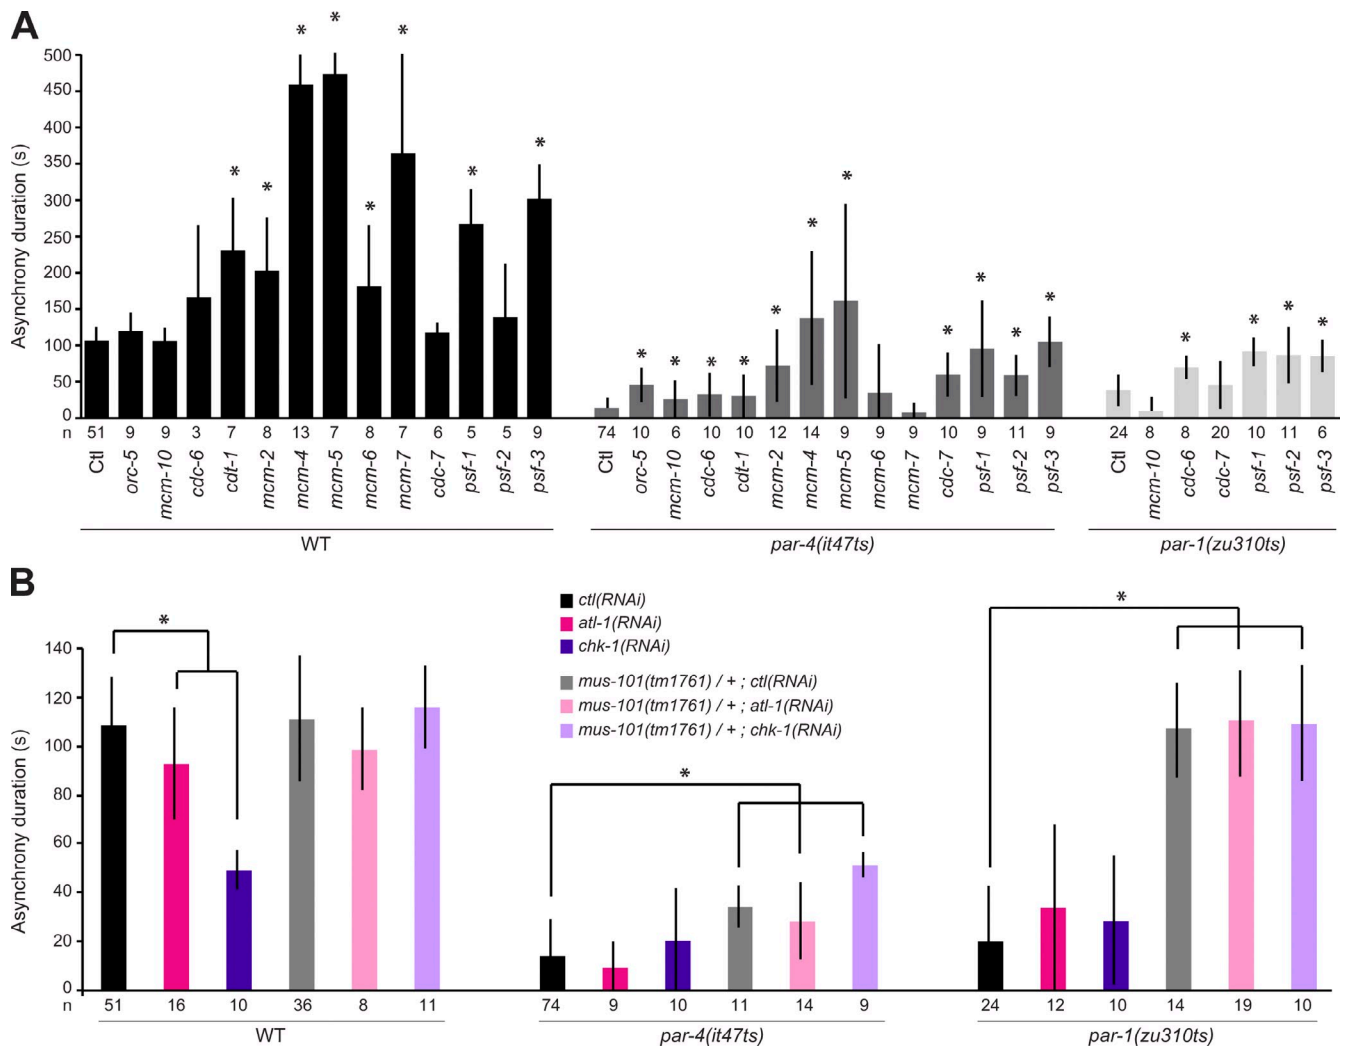 A
* * * * * * * * *
Asynchrony duration (s)
500
450
400
350
300
250
200
150
100
50
0
* * * * * * * * * * *
* * * *
n 51 9 9 3 7 8 13 7 8 7 6 5 5 9 74 10 6 10 10 12 14 9 9 9 10 9 11 9 24 8 8 20 10 11 6
Ctl orc-5 mcm-10 cdc-6 cdt-1 mcm-2 mcm-4 mcm-5 mcm-6 mcm-7 cdc-7 psf-1 psf-2 psf-3 Ctl orc-5 mcm-10 cdc-6 cdt-1 mcm-2 mcm-4 mcm-5 mcm-6 mcm-7 cdc-7 psf-1 psf-2 psf-3 Ctl mcm-10 cdc-6 cdc-7 psf-1 psf-2 psf-3
WT par-4(it47ts) par-1(zu310ts)
B
ctl(RNAi)
atl-1(RNAi)
chk-1(RNAi)
mus-101(tm1761) / + ; ctl(RNAi)
mus-101(tm1761) / + ; atl-1(RNAi)
mus-101(tm1761) / + ; chk-1(RNAi)
* * *
Asynchrony duration (s)
140
120
100
80
60
40
20
0
n 51 16 10 36 8 11 74 9 10 11 14 9 24 12 10 14 19 10
WT par-4(it47ts) par-1(zu310ts)